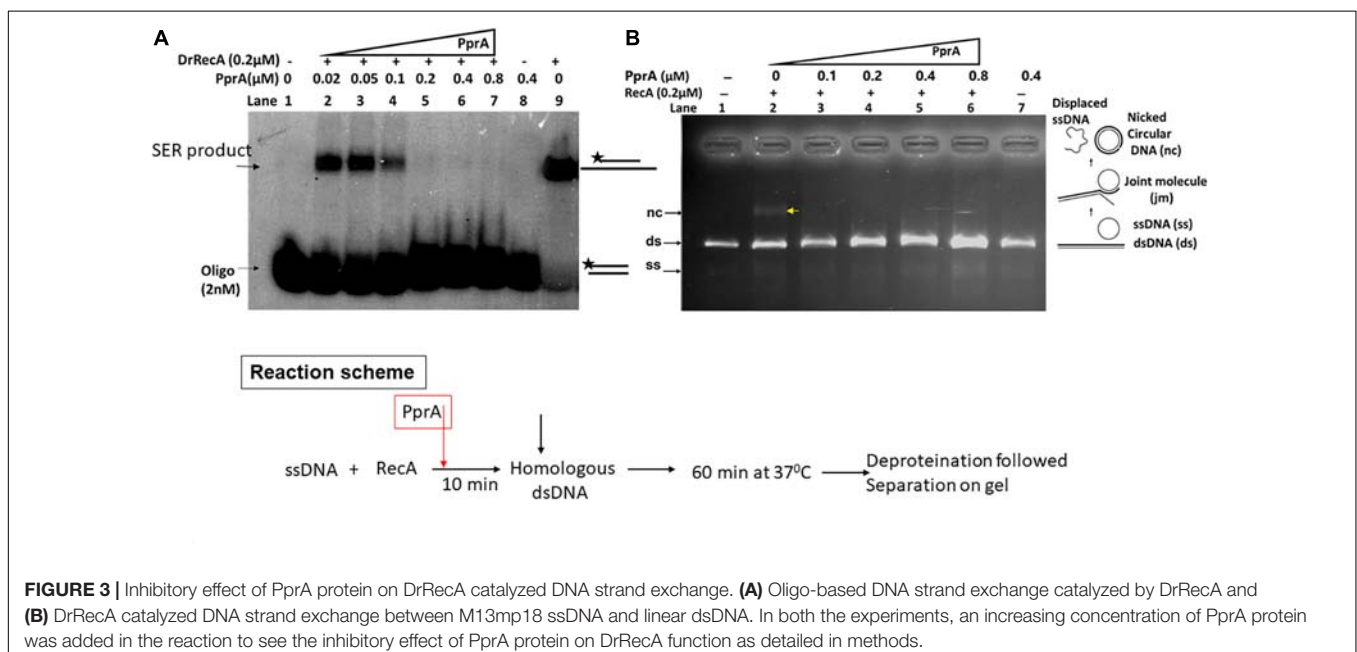 A
PprA
DrRecA (0.2µM) - + + + + + + - +
PprA(µM) 0 0.02 0.05 0.1 0.2 0.4 0.8 0.4 0
Lane 1 2 3 4 5 6 7 8 9
SER product
Oligo
(2nM)
B
PprA
PprA (µM) – 0 0.1 0.2 0.4 0.8 0.4
RecA (0.2µM) – + + + + + –
Lane 1 2 3 4 5 6 7
nc
ds
ss
Displaced
ssDNA
Nicked
Circular
DNA (nc)
Joint molecule
(jm)
ssDNA (ss)
dsDNA (ds)
Reaction scheme
PprA
ssDNA + RecA
10 min
Homologous
dsDNA
60 min at 37⁰C
Deproteination followed
Separation on gel
FIGURE 3 | Inhibitory effect of PprA protein on DrRecA catalyzed DNA strand exchange. (A) Oligo-based DNA strand exchange catalyzed by DrRecA and
(B) DrRecA catalyzed DNA strand exchange between M13mp18 ssDNA and linear dsDNA. In both the experiments, an increasing concentration of PprA protein
was added in the reaction to see the inhibitory effect of PprA protein on DrRecA function as detailed in methods.